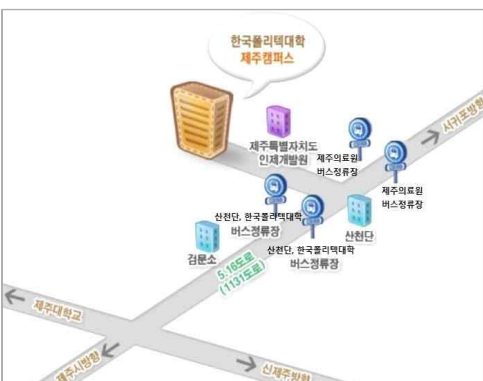 한국폴리텍대학
제주캠퍼스
서귀포방향
제주특별자치도
인재개발원
제주의료원
버스정류장
제주의료원
버스정류장
산천단, 한국폴리텍대학
버스정류장
산천단
검문소
산천단, 한국폴리텍대학
버스정류장
5.16도로
(1131도로)
제주대학교
제주시방향
신제주방향